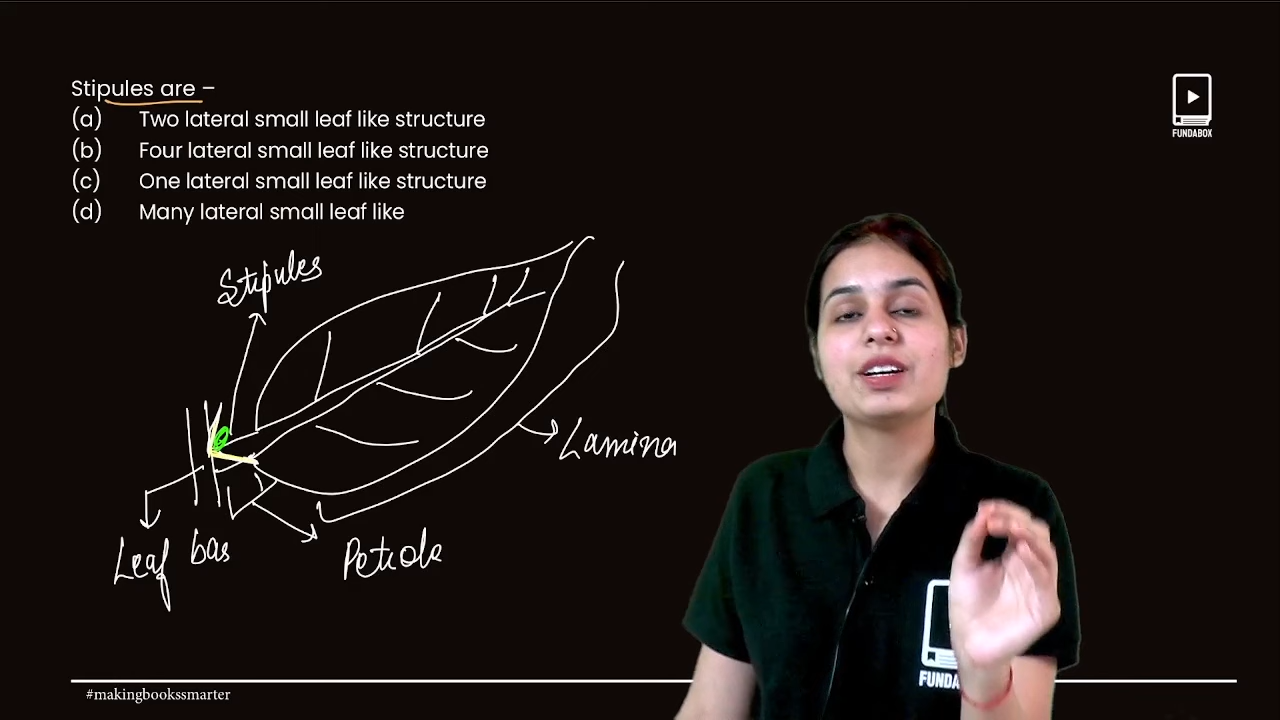 Stipules are –
(a) Two lateral small leaf like structure
(b) Four lateral small leaf like structure
(c) One lateral small leaf like structure
(d) Many lateral small leaf like
FUNDABOX
Stipules
Lamina
Leaf bas
Petiole
FUNDA
#makingbookssmarter